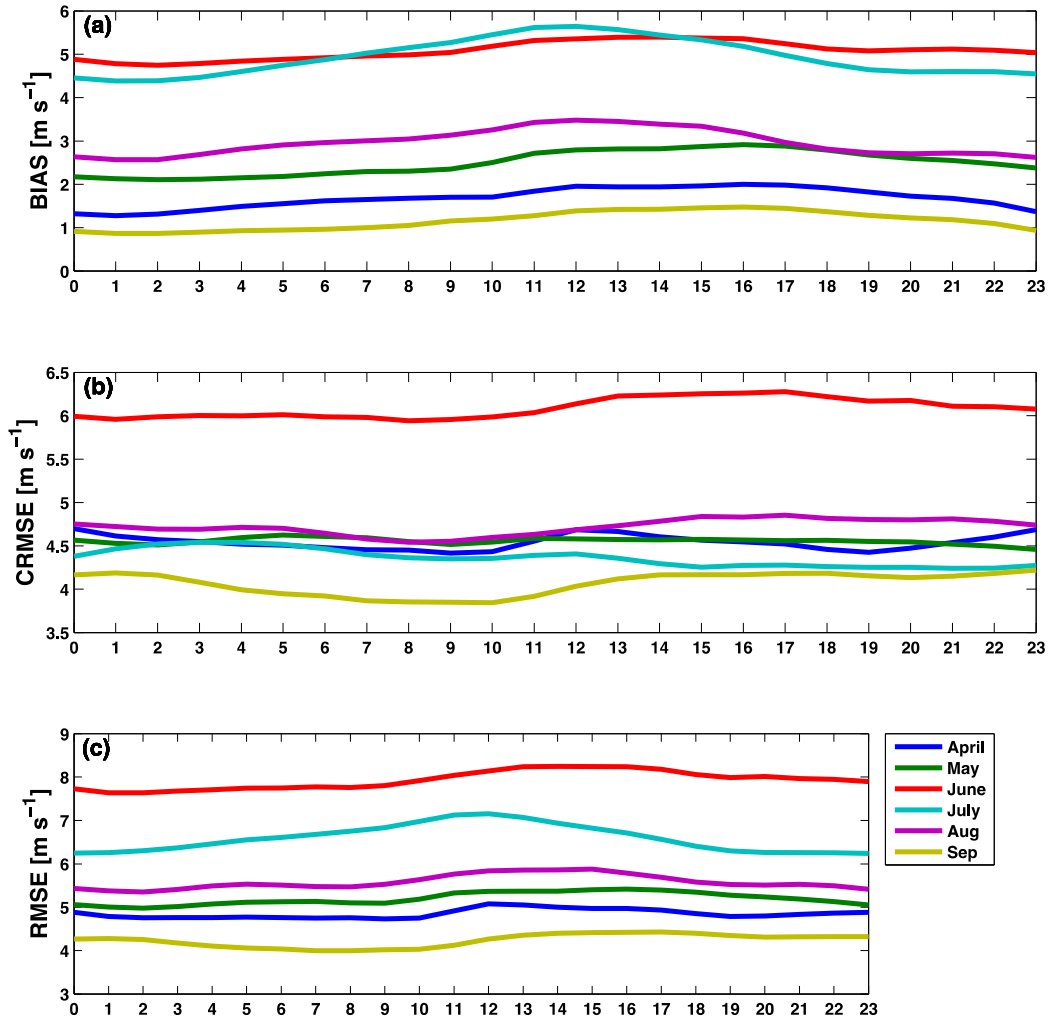 (a)
BIAS [m s⁻¹]
6
5
4
3
2
1
0
0 1 2 3 4 5 6 7 8 9 10 11 12 13 14 15 16 17 18 19 20 21 22 23
(b)
CRMSE [m s⁻¹]
6.5
6
5.5
5
4.5
4
3.5
0 1 2 3 4 5 6 7 8 9 10 11 12 13 14 15 16 17 18 19 20 21 22 23
(c)
RMSE [m s⁻¹]
9
8
7
6
5
4
3
0 1 2 3 4 5 6 7 8 9 10 11 12 13 14 15 16 17 18 19 20 21 22 23
April
May
June
July
Aug
Sep